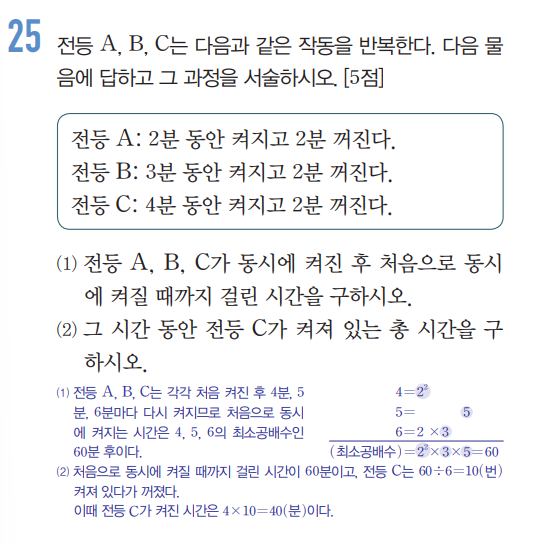 25
전등 A, B, C는 다음과 같은 작동을 반복한다. 다음 물
음에 답하고 그 과정을 서술하시오. [5점]
전등 A: 2분 동안 켜지고 2분 꺼진다.
전등 B: 3분 동안 켜지고 2분 꺼진다.
전등 C: 4분 동안 켜지고 2분 꺼진다.
⑴ 전등 A, B, C가 동시에 켜진 후 처음으로 동시
에 켜질 때까지 걸린 시간을 구하시오.
⑵ 그 시간 동안 전등 C가 켜져 있는 총 시간을 구
하시오.
⑴ 전등 A, B, C는 각각 처음 켜진 후 4분, 5
분, 6분마다 다시 켜지므로 처음으로 동시
에 켜지는 시간은 4, 5, 6의 최소공배수인
60분 후이다.
4=2²
5= 5
6=2 ×3
(최소공배수)=2²×3×5=60
⑵ 처음으로 동시에 켜질 때까지 걸린 시간이 60분이고, 전등 C는 60÷6=10(번)
켜져 있다가 꺼졌다.
이때 전등 C가 켜진 시간은 4×10=40(분)이다.